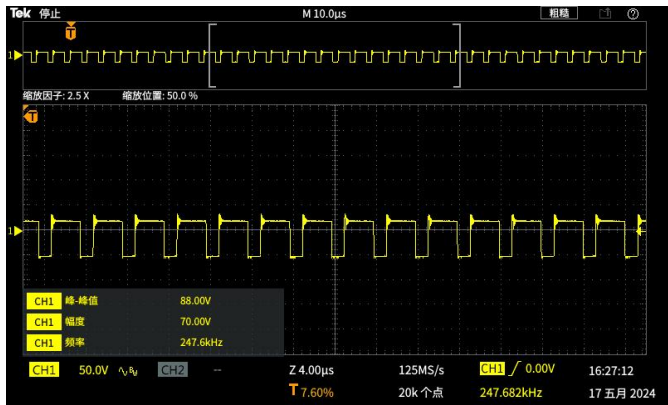 Tek 停止 M 10.0µs 粗糙
T
1
缩放因子: 2.5 X 缩放位置: 50.0 %
T
1
CH1 峰-峰值 88.00V
CH1 幅度 70.00V
CH1 频率 247.6kHz
CH1 50.0V CH2 -- Z 4.00µs 125MS/s CH1 0.00V 16:27:12
T 7.60% 20k 个点 247.682kHz 17 五月 2024